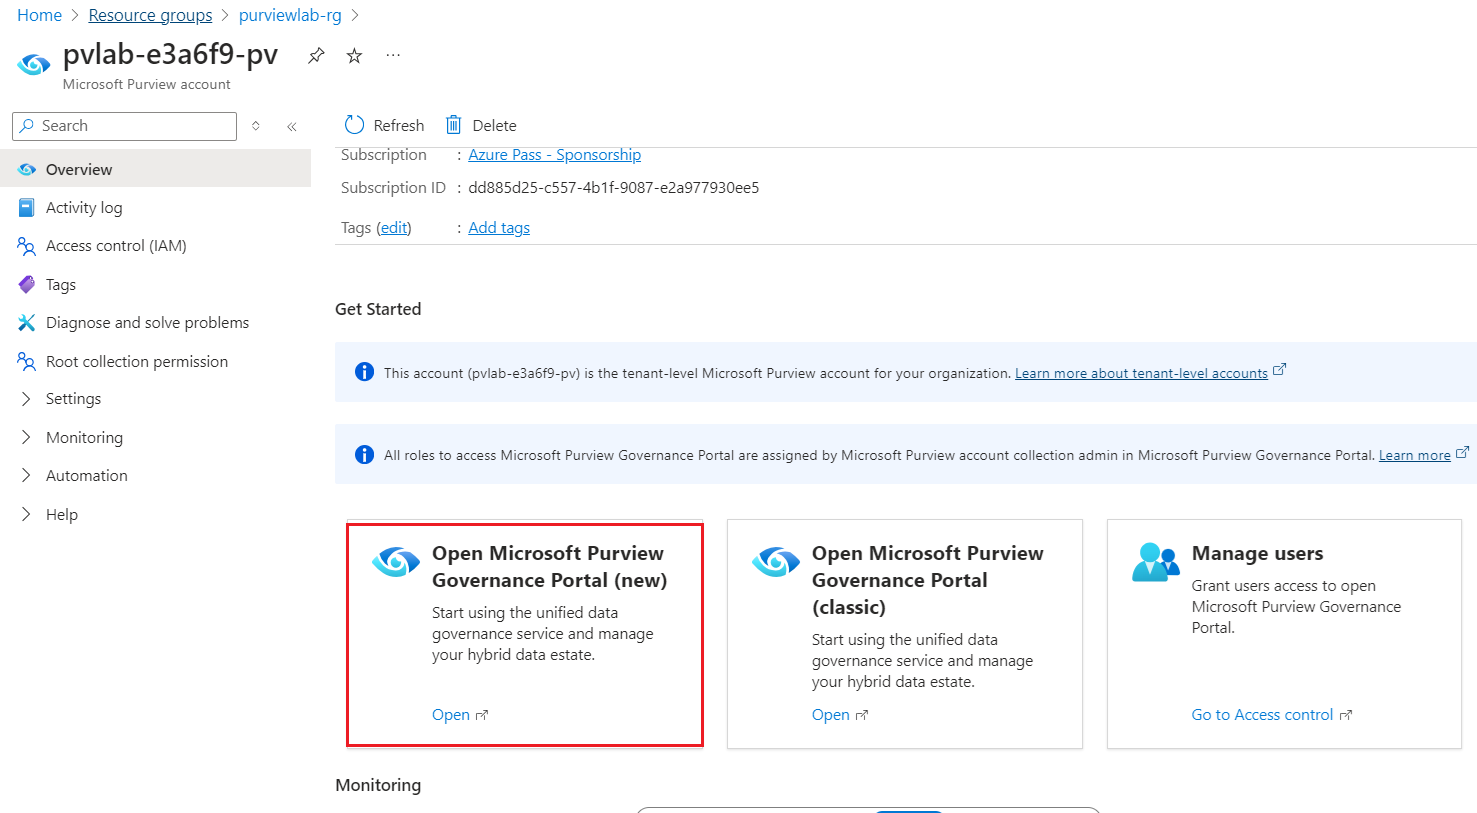 Home > Resource groups > purviewlab-rg >
pvlab-e3a6f9-pv
Microsoft Purview account
Search
Overview
Activity log
Access control (IAM)
Tags
Diagnose and solve problems
Root collection permission
Settings
Monitoring
Automation
Help
Refresh Delete
Subscription : Azure Pass - Sponsorship
Subscription ID : dd885d25-c557-4b1f-9087-e2a977930ee5
Tags (edit) : Add tags
Get Started
This account (pvlab-e3a6f9-pv) is the tenant-level Microsoft Purview account for your organization. Learn more about tenant-level accounts
All roles to access Microsoft Purview Governance Portal are assigned by Microsoft Purview account collection admin in Microsoft Purview Governance Portal. Learn more
Open Microsoft Purview
Governance Portal (new)
Start using the unified data
governance service and manage
your hybrid data estate.
Open
Open Microsoft Purview
Governance Portal
(classic)
Start using the unified data
governance service and manage
your hybrid data estate.
Open
Manage users
Grant users access to open
Microsoft Purview Governance
Portal.
Go to Access control
Monitoring